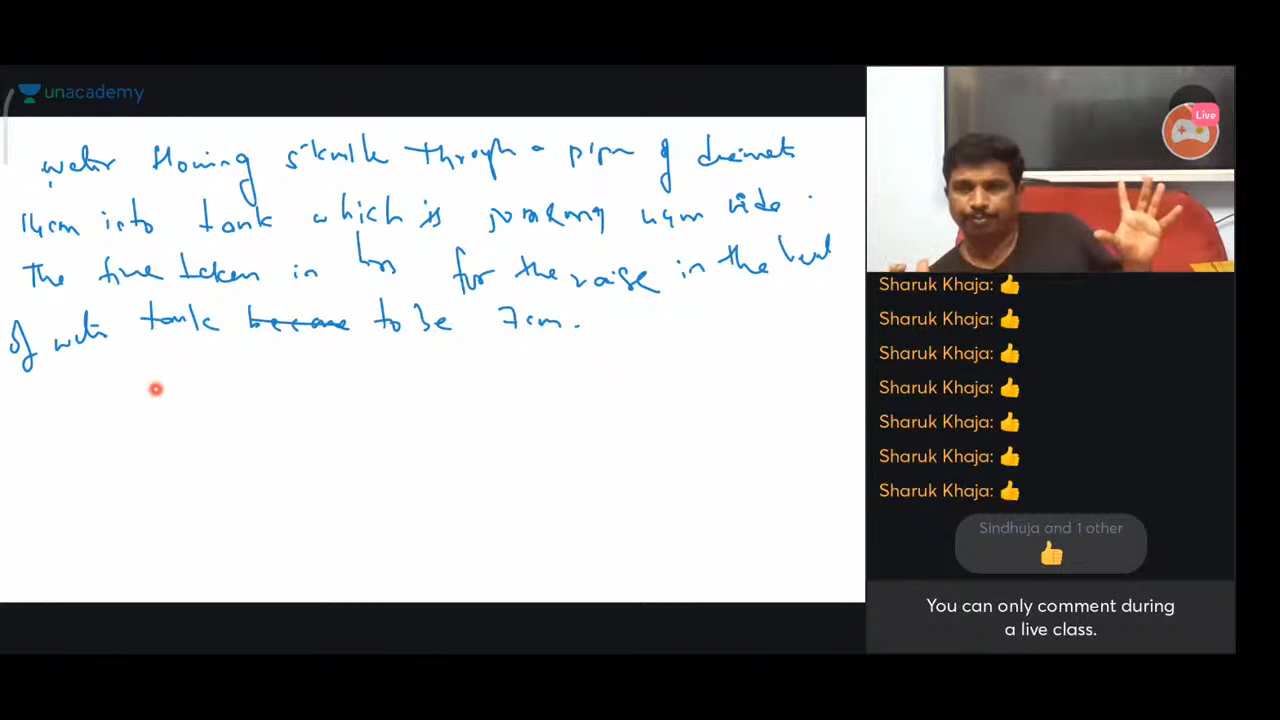 unacademy
water flowing 5 km/h through a pipe of diameter
14cm into tank which is 50m long 44m wide.
The time taken in hrs for the raise in the level
of water tank to be 7cm.
Live
Sharuk Khaja: 👍
Sharuk Khaja: 👍
Sharuk Khaja: 👍
Sharuk Khaja: 👍
Sharuk Khaja: 👍
Sharuk Khaja: 👍
Sharuk Khaja: 👍
Sindhuja and 1 other
👍
You can only comment during
a live class.